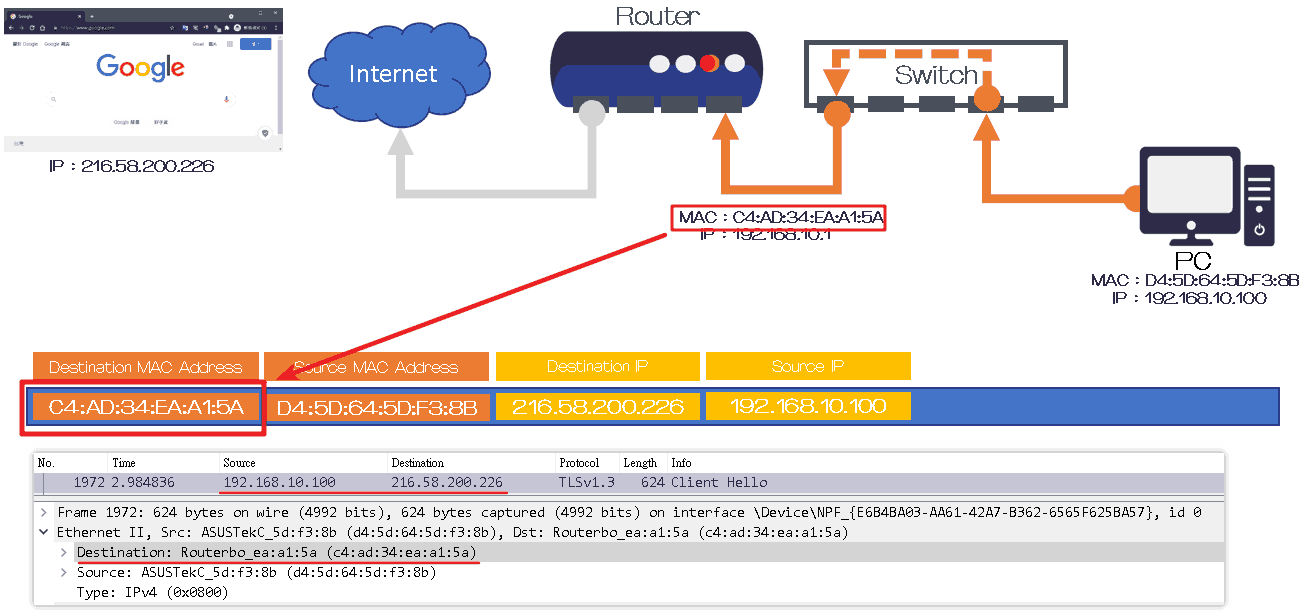 Google
https://www.google.com
Gmail
Google
Internet
Router
Switch
IP：216.58.200.226
MAC：C4:AD:34:EA:A1:5A
IP：192.168.10.1
PC
MAC：D4:5D:64:5D:F3:8B
IP：192.168.10.100
Destination MAC Address Source MAC Address Destination IP Source IP
C4:AD:34:EA:A1:5A D4:5D:64:5D:F3:8B 216.58.200.226 192.168.10.100
No. Time Source Destination Protocol Length Info
1972 2.984836 192.168.10.100 216.58.200.226 TLSv1.3 624 Client Hello
Frame 1972: 624 bytes on wire (4992 bits), 624 bytes captured (4992 bits) on interface \Device\NPF_{E6B4BA03-AA61-42A7-B362-6565F625BA57}, id 0
Ethernet II, Src: ASUSTekC_5d:f3:8b (d4:5d:64:5d:f3:8b), Dst: Routerbo_ea:a1:5a (c4:ad:34:ea:a1:5a)
Destination: Routerbo_ea:a1:5a (c4:ad:34:ea:a1:5a)
Source: ASUSTekC_5d:f3:8b (d4:5d:64:5d:f3:8b)
Type: IPv4 (0x0800)